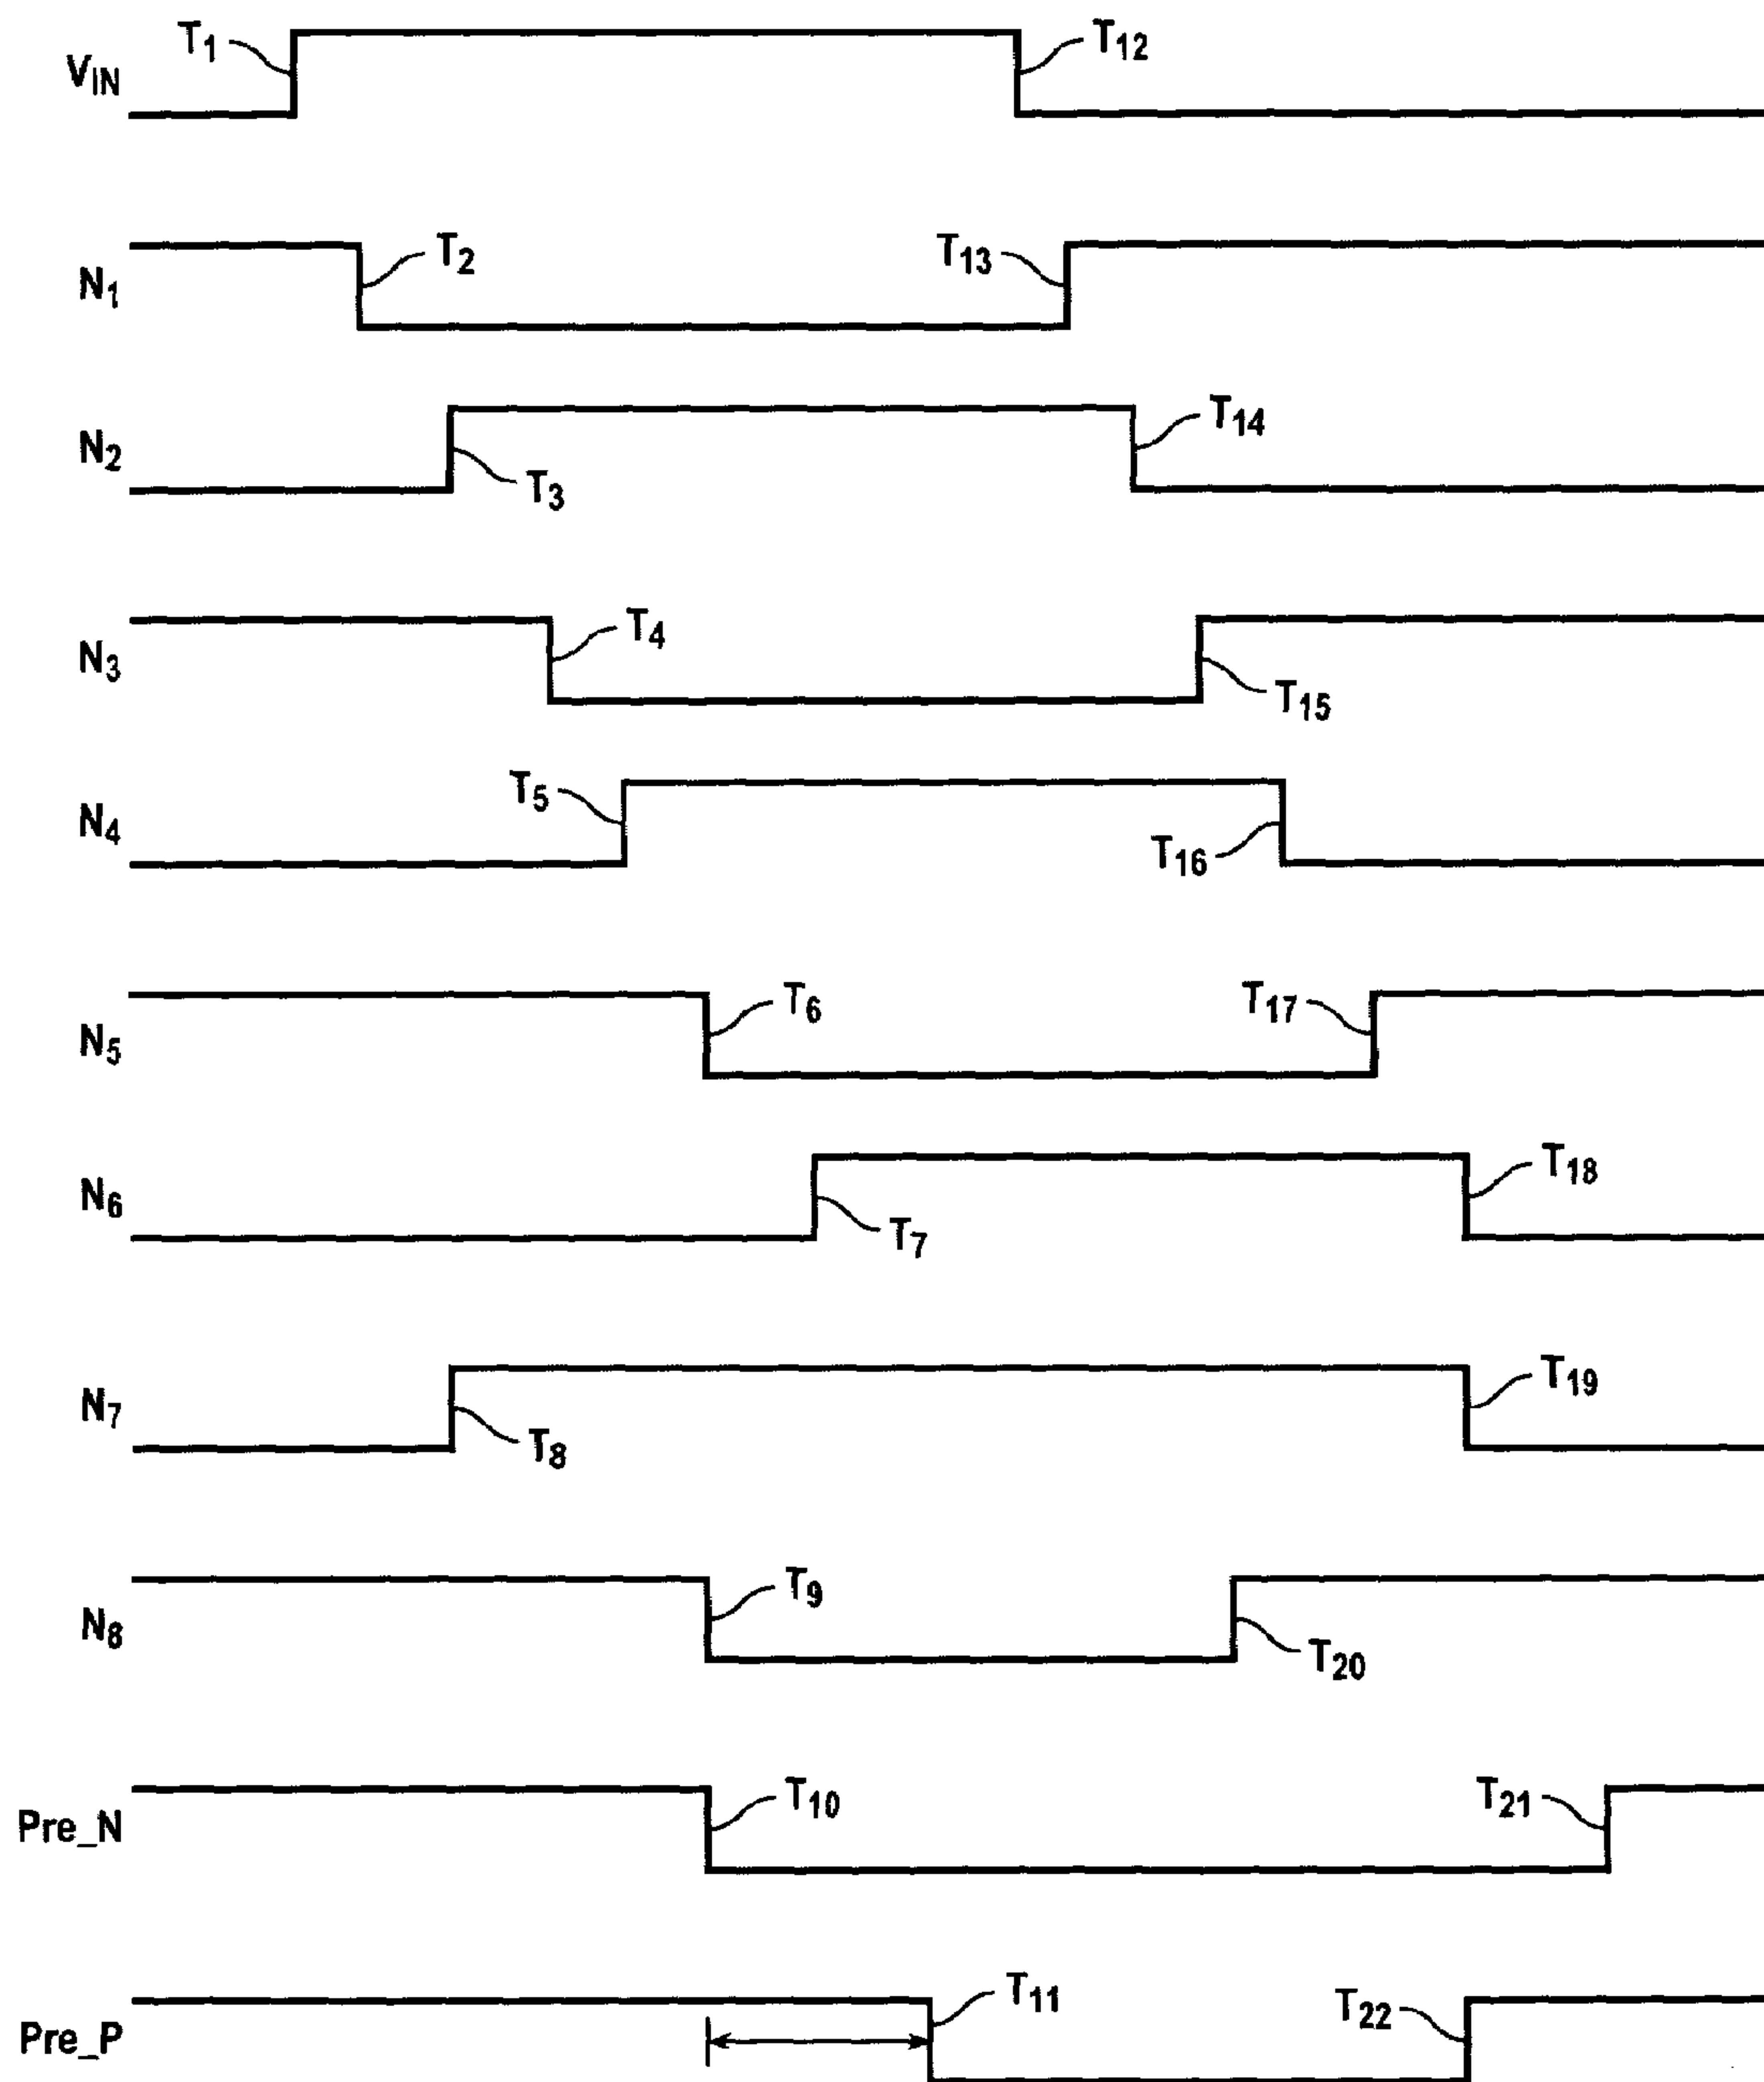 T1 T12
VIN
T2 T13
N1
T14
N2
T3
T4
N3
T15
T5
N4
T16
T6 T17
N5
T18
N6
T7
T19
N7
T8
T9
N8
T20
T10 T21
Pre_N
T11 T22
Pre_P